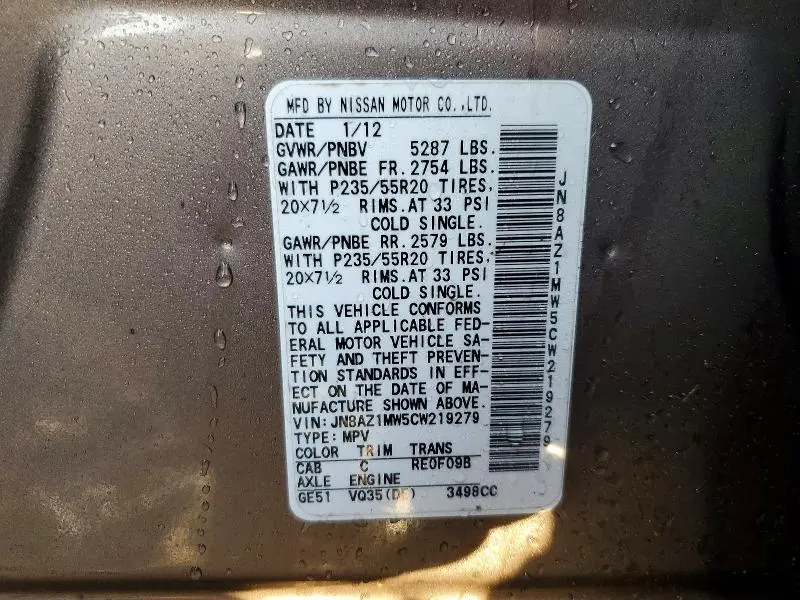 MFD BY NISSAN MOTOR CO.,LTD.
DATE 1/12
GVWR/PNBV 5287 LBS.
GAWR/PNBE FR. 2754 LBS.
WITH P235/55R20 TIRES,
20×7½ RIMS.AT 33 PSI
COLD SINGLE.
GAWR/PNBE RR. 2579 LBS.
WITH P235/55R20 TIRES,
20×7½ RIMS.AT 33 PSI
COLD SINGLE.
THIS VEHICLE CONFORMS
TO ALL APPLICABLE FED-
ERAL MOTOR VEHICLE SA-
FETY AND THEFT PREVEN-
TION STANDARDS IN EFF-
ECT ON THE DATE OF MA-
NUFACTURE SHOWN ABOVE.
VIN: JN8AZ1MW5CW219279
TYPE: MPV
COLOR TRIM TRANS
CAB C RE0F09B
AXLE ENGINE
GE51 VQ35(DE) 3498CC
JN8AZ1MW5CW219279